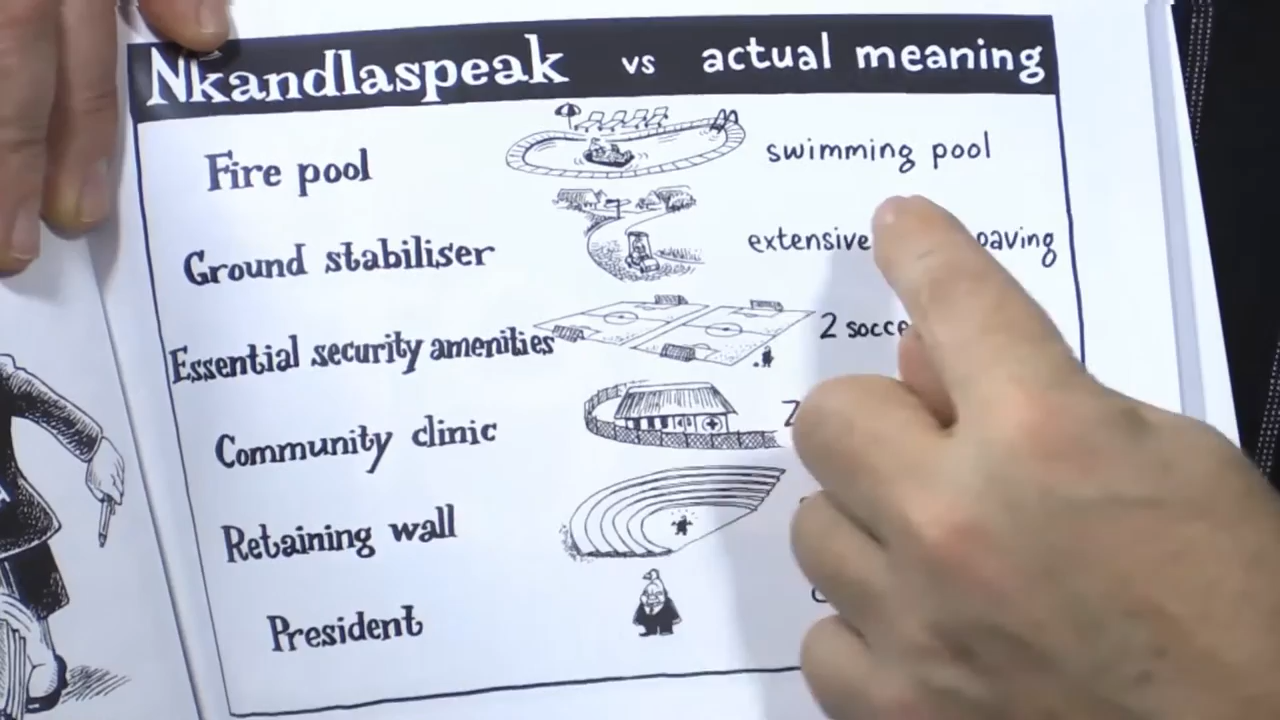 Nkandlaspeak vs actual meaning
Fire pool swimming pool
Ground stabiliser extensive paving
Essential security amenities 2
Community clinic
Retaining wall
President